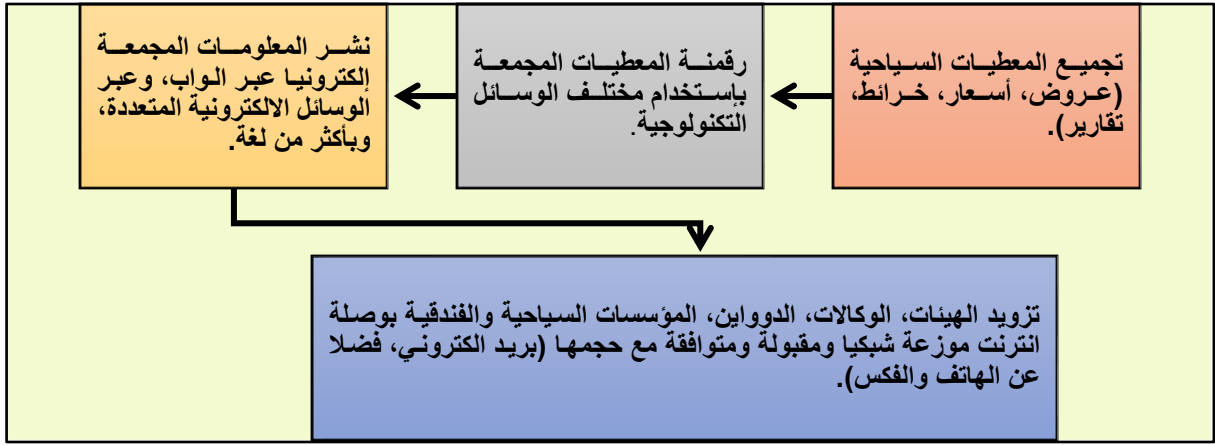 تجميع المعطيات السياحية
(عروض، أسعار، خرائط،
تقارير).
رقمنة المعطيات المجمعة
بإستخدام مختلف الوسائل
التكنولوجية.
نشر المعلومات المجمعة
إلكترونيا عبر الواب، وعبر
الوسائل الالكترونية المتعددة،
وبأكثر من لغة.
تزويد الهيئات، الوكالات، الدوواين، المؤسسات السياحية والفندقية بوصلة
انترنت موزعة شبكيا ومقبولة ومتوافقة مع حجمها (بريد الكتروني، فضلا
عن الهاتف والفكس).